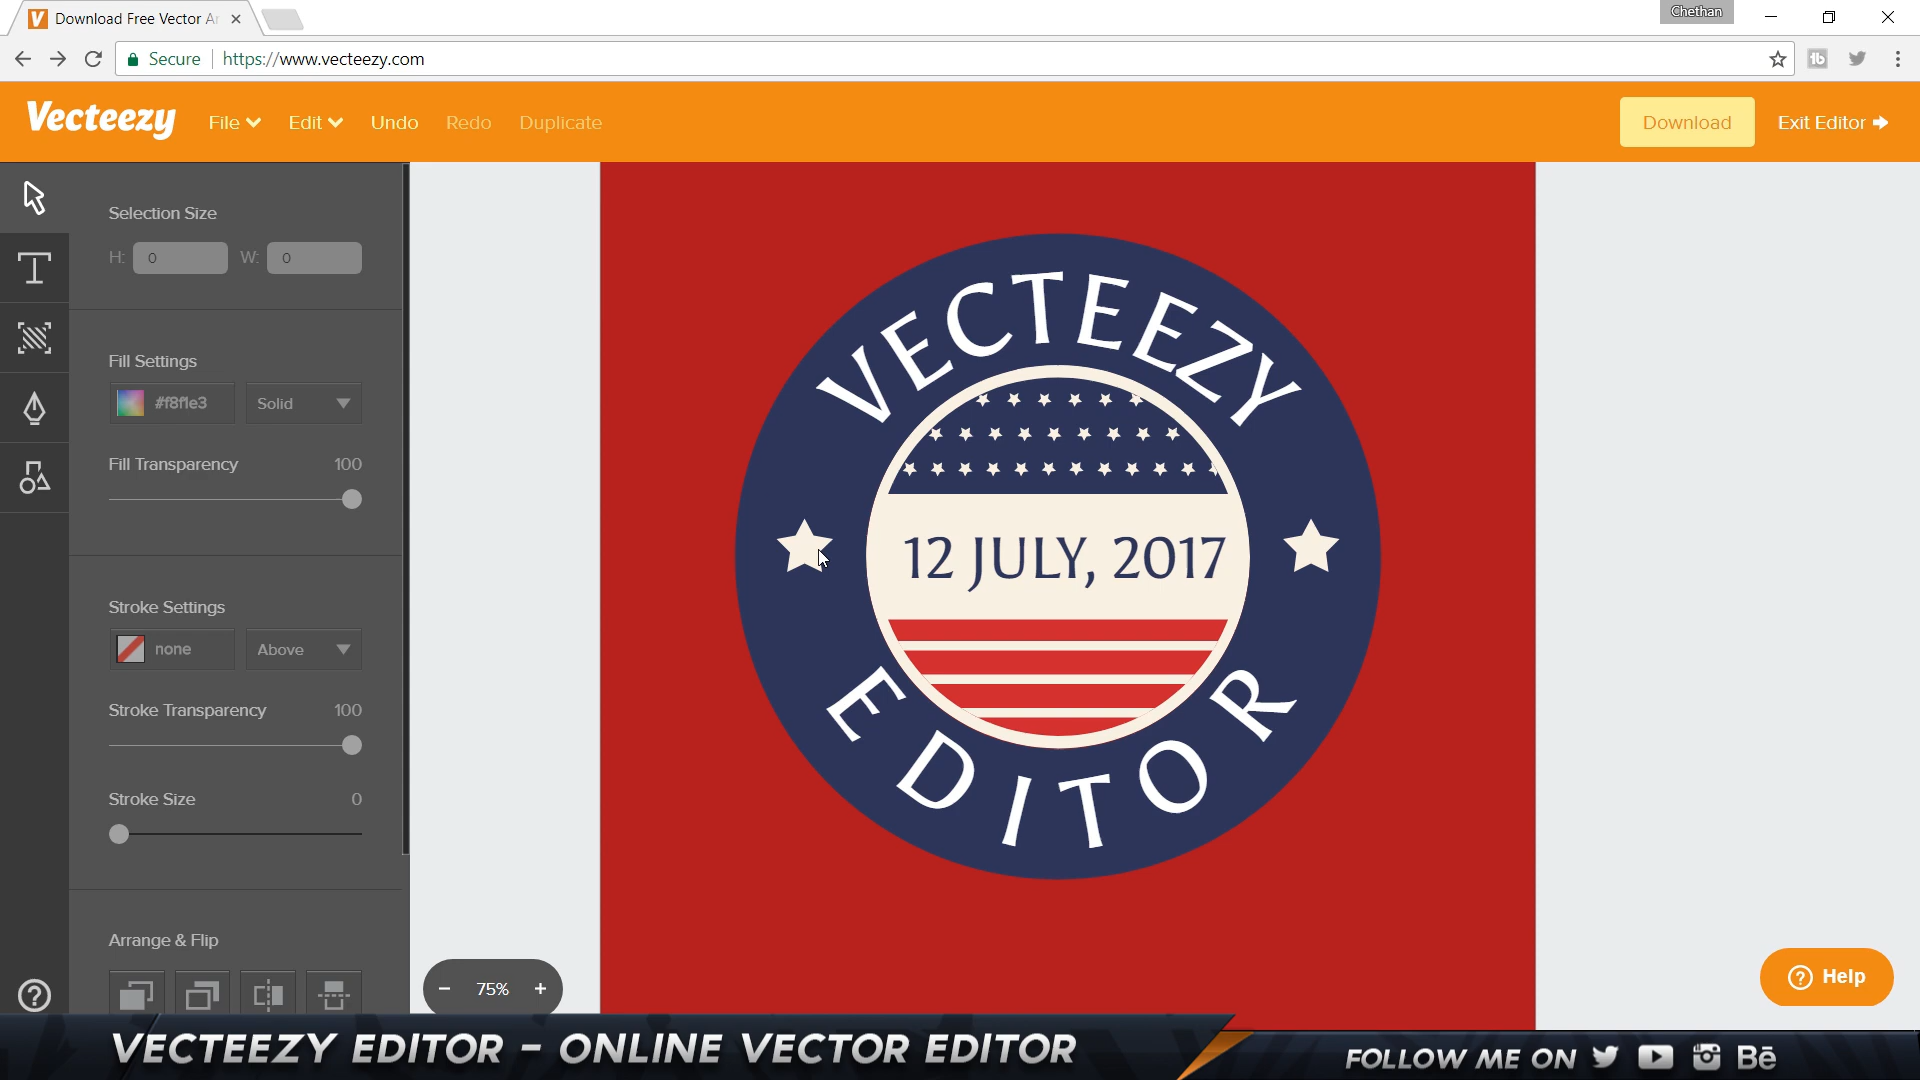 Download Free Vector Ar
Chethan
Secure https://www.vecteezy.com
Vecteezy File Edit Undo Redo Duplicate Download Exit Editor
Selection Size
H: 0 W: 0
Fill Settings
#f8f1e3 Solid
Fill Transparency 100
Stroke Settings
none Above
Stroke Transparency 100
Stroke Size 0
Arrange & Flip
VECTEEZY
12 JULY, 2017
EDITOR
75%
Help
VECTEEZY EDITOR - ONLINE VECTOR EDITOR
FOLLOW ME ON Bē